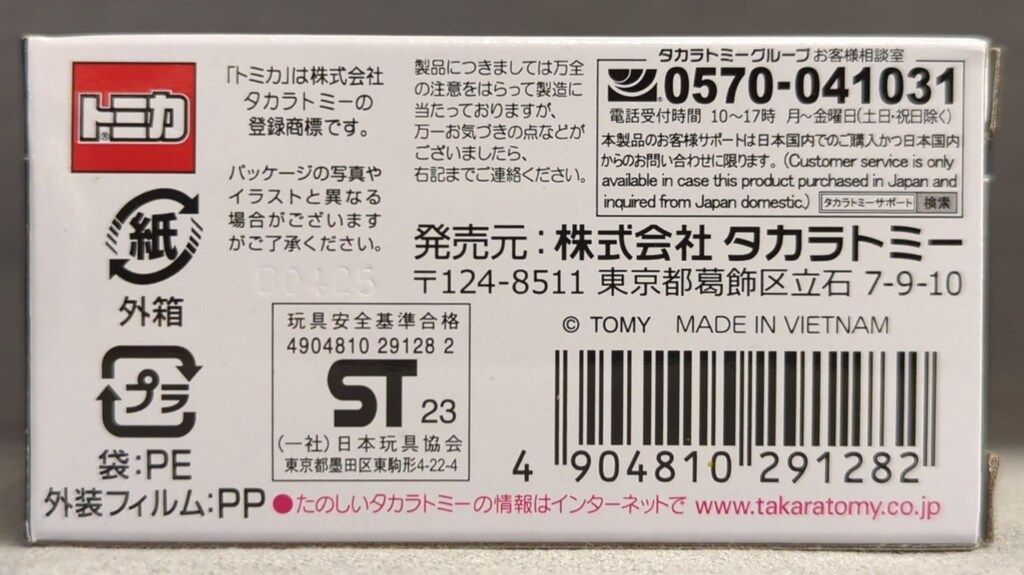 トミカ
®
「トミカ」は株式会社
タカラトミーの
登録商標です。
パッケージの写真や
イラストと異なる
場合がございます
がご了承ください。
製品につきましては万全
の注意をはらって製造に
当たっておりますが、
万一お気づきの点などが
ございましたら、
右記までご連絡ください。
タカラトミーグループ お客様相談室
0570-041031
電話受付時間 10〜17時 月〜金曜日(土日・祝日除く)
本製品のお客様サポートは日本国内でのご購入かつ日本国内
からのお問い合わせに限ります。(Customer service is only
available in case this product purchased in Japan and
inquired from Japan domestic.) タカラトミーサポート 検索
発売元:株式会社 タカラトミー
〒124-8511 東京都葛飾区立石 7-9-10
© TOMY MADE IN VIETNAM
紙
外箱
プラ
袋:PE
外装フィルム:PP
B0425
玩具安全基準合格
4904810 29128 2
ST 23
(一社)日本玩具協会
東京都墨田区東駒形4-22-4
4 904810 291282
●たのしいタカラトミーの情報はインターネットで www.takaratomy.co.jp